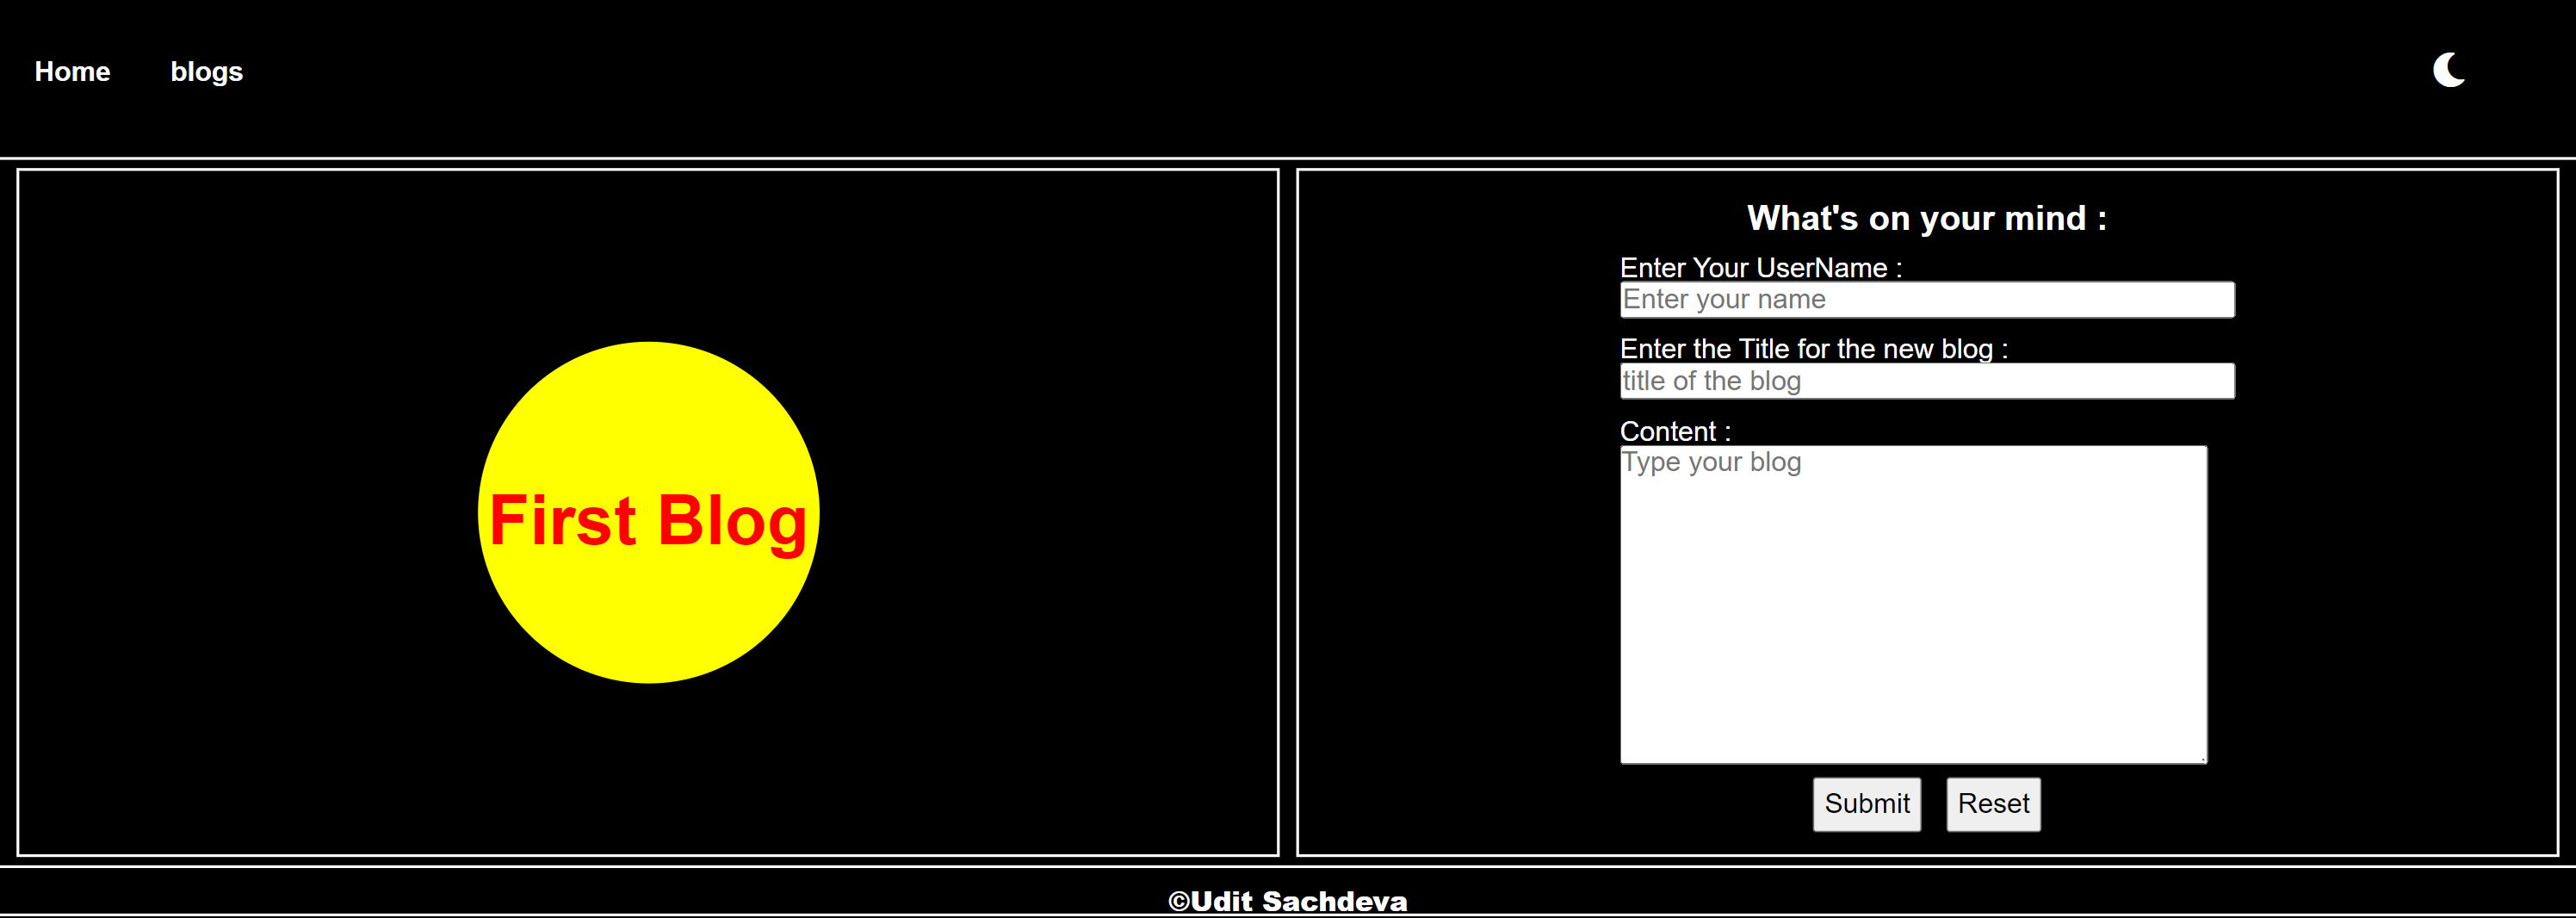 Home blogs
First Blog
What's on your mind :
Enter Your UserName :
Enter your name
Enter the Title for the new blog :
title of the blog
Content :
Type your blog
Submit Reset
©Udit Sachdeva